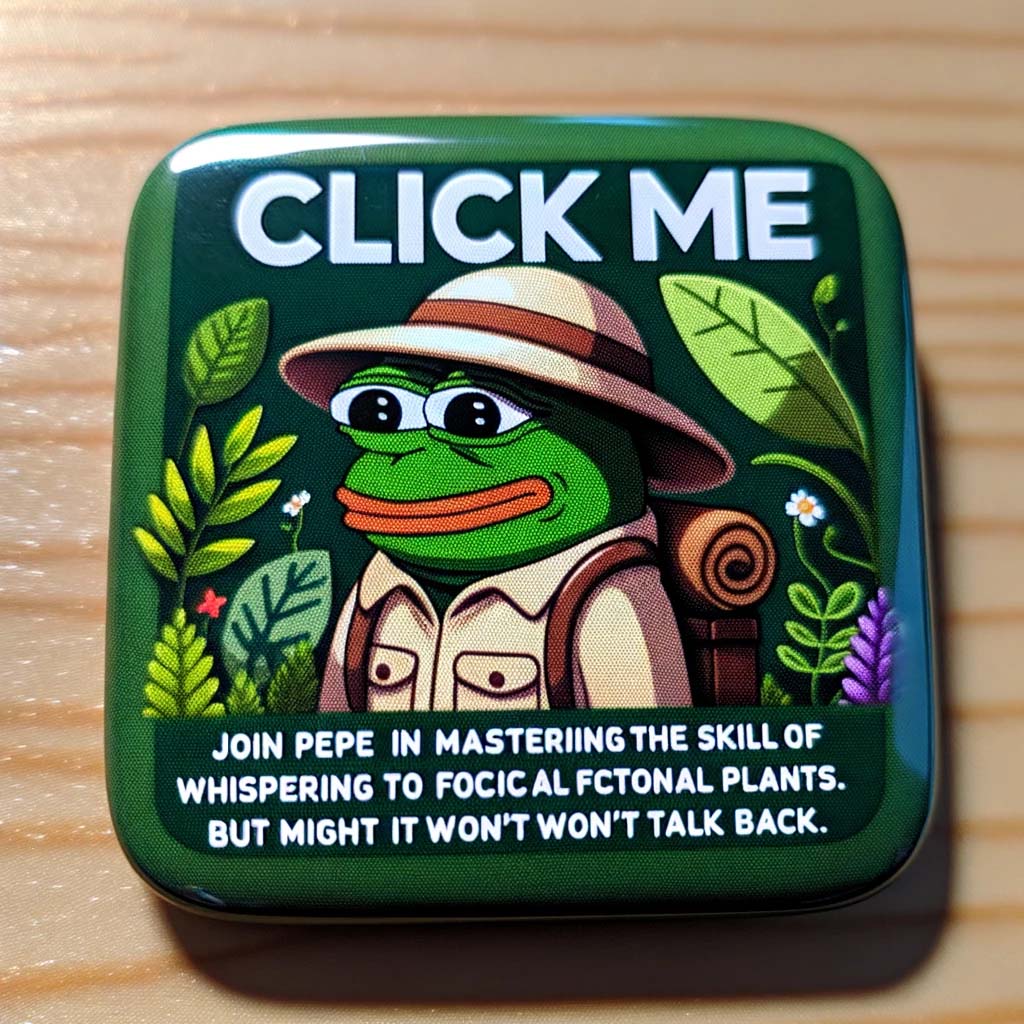 CLICK ME
JOIN PEPE IN MASTERIING THE SKILL OF
WHISPERING TO FOCICAL FCTONAL PLANTS.
BUT MIGHT IT WON'T WON'T TALK BACK.